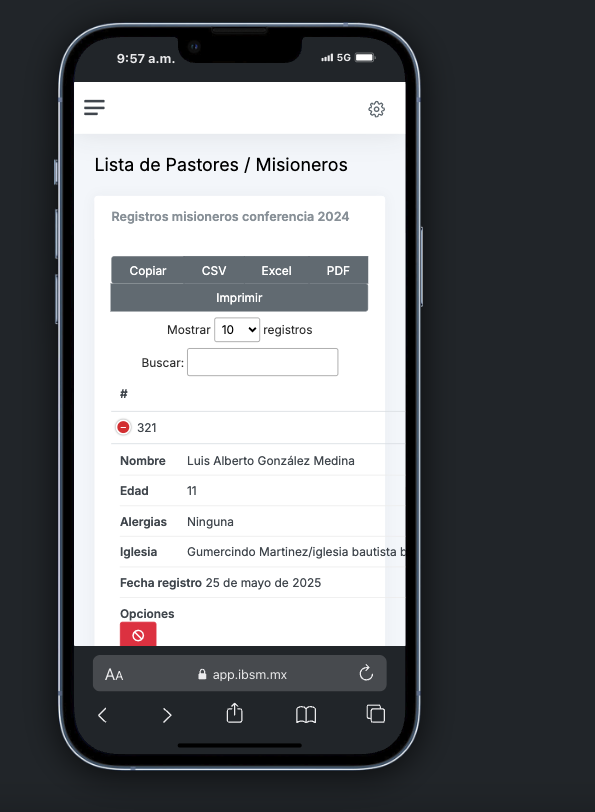 9:57 a.m. 5G
Lista de Pastores / Misioneros
Registros misioneros conferencia 2024
Copiar CSV Excel PDF
Imprimir
Mostrar 10 registros
Buscar:
#
321
Nombre Luis Alberto González Medina
Edad 11
Alergias Ninguna
Iglesia Gumercindo Martinez/iglesia bautista b
Fecha registro 25 de mayo de 2025
Opciones
AA app.ibsm.mx